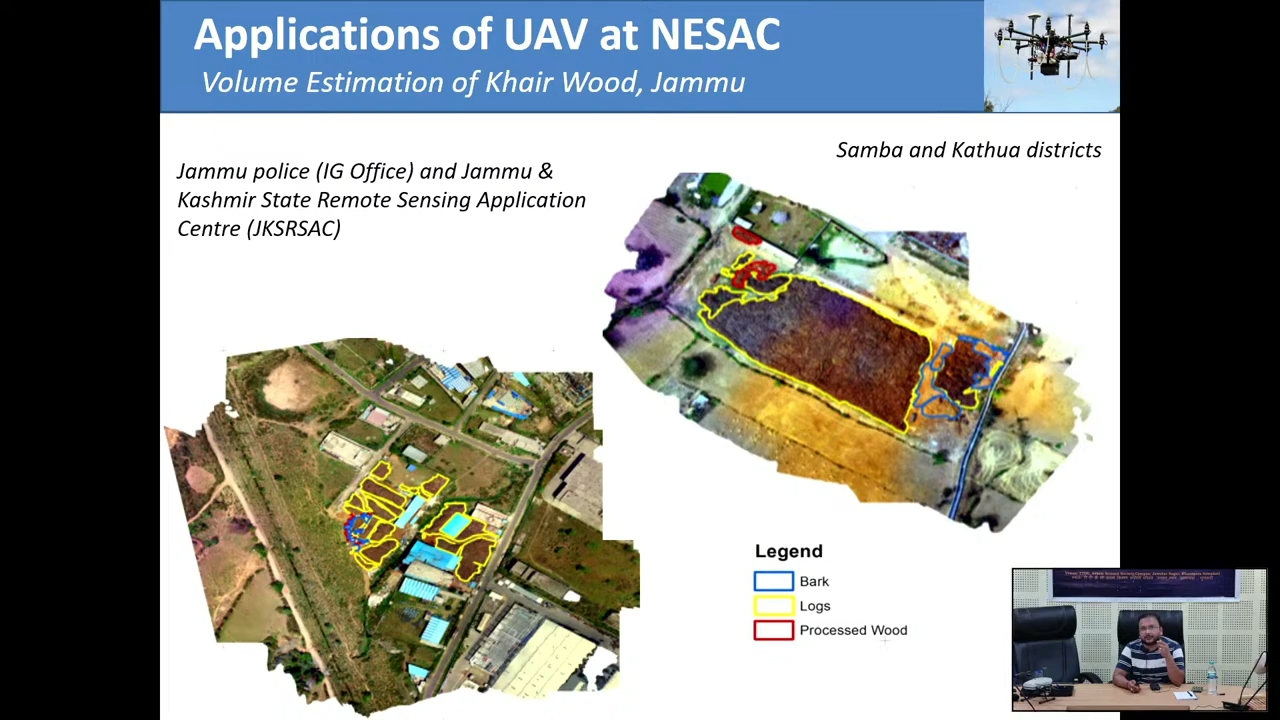 Applications of UAV at NESAC
Volume Estimation of Khair Wood, Jammu
Samba and Kathua districts
Jammu police (IG Office) and Jammu &
Kashmir State Remote Sensing Application
Centre (JKSRSAC)
Legend
Bark
Logs
Processed Wood